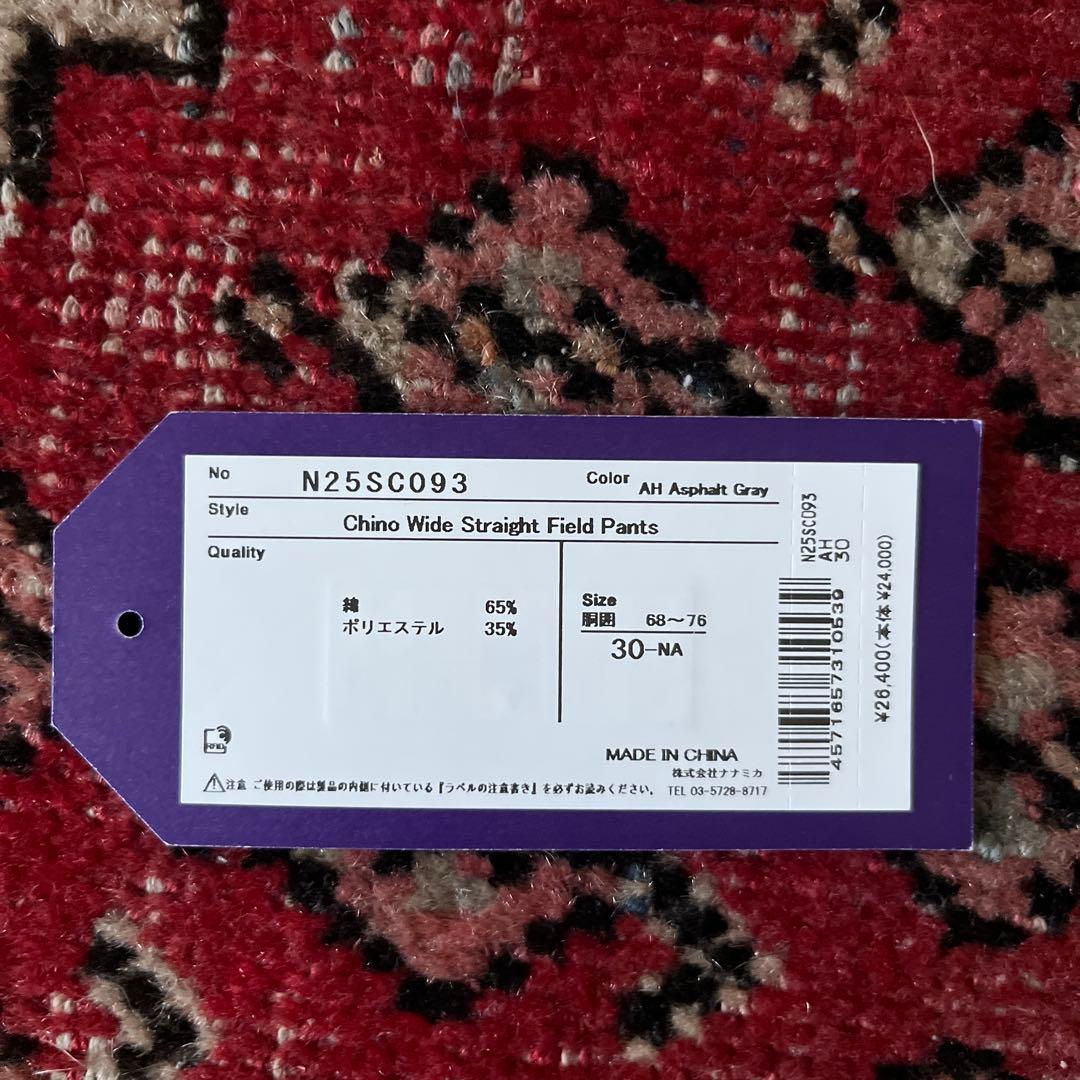 No N25SC093
Color AH Asphalt Gray
Style
Chino Wide Straight Field Pants
Quality
綿 65%
ポリエステル 35%
Size
胴囲 68～76
30-NA
RFID
MADE IN CHINA
株式会社ナナミカ
注意 ご使用の際は製品の内側に付いている『ラベルの注意書き』を必ずお読みください。 TEL 03-5728-8717
N25SC093
AH
30
4571657310539
¥26,400(本体 ¥24,000)